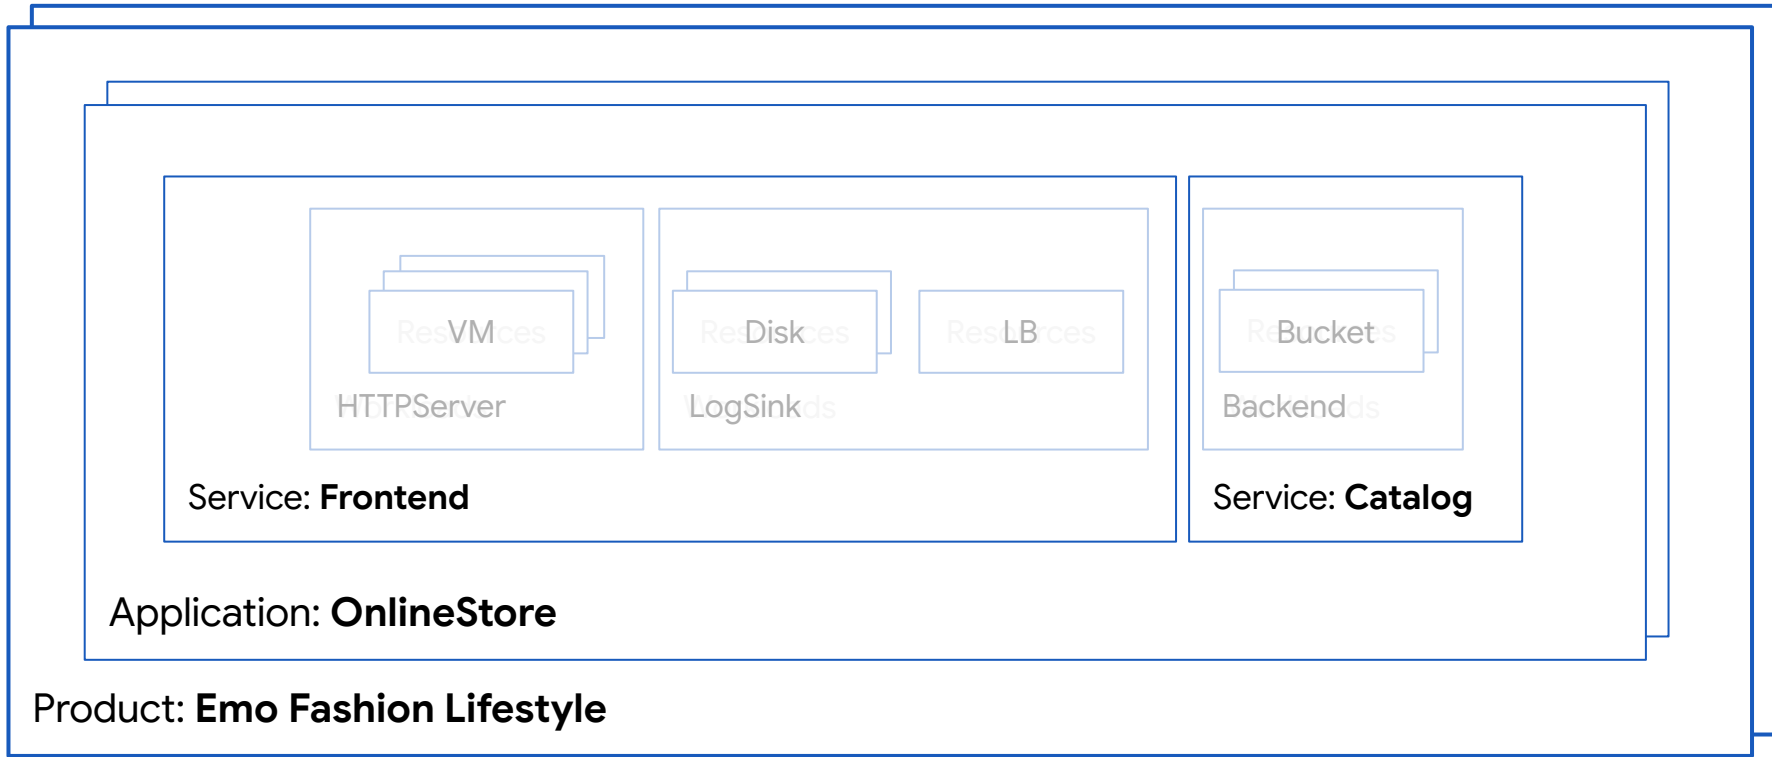 VM
Disk
LB
Bucket
HTTPServer
LogSink
Backend
Service: Frontend
Service: Catalog
Application: OnlineStore
Product: Emo Fashion Lifestyle